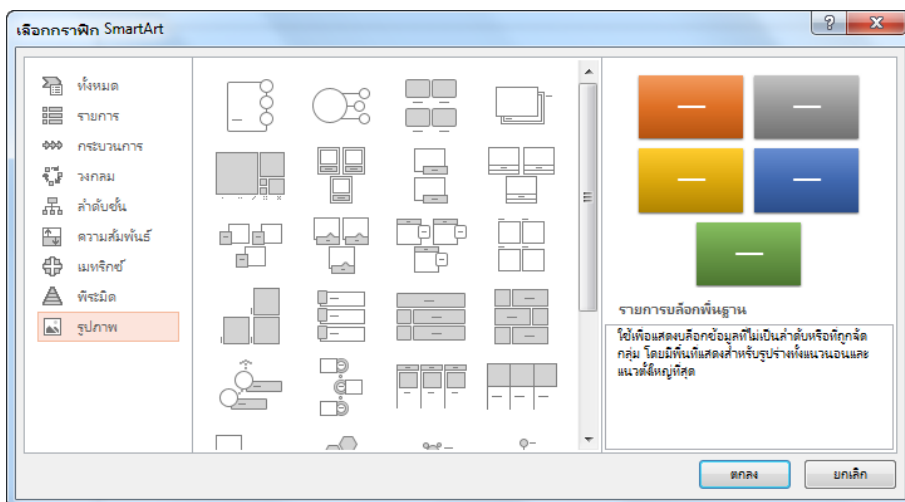 เลือกกราฟิก SmartArt
ทั้งหมด
รายการ
กระบวนการ
วงกลม
ลำดับชั้น
ความสัมพันธ์
เมทริกซ์
พีระมิด
รูปภาพ
รายการบล็อกพื้นฐาน
ใช้เพื่อแสดงบล็อกข้อมูลที่ไม่เป็นลำดับหรือที่ถูกจัด
กลุ่ม โดยมีพื้นที่แสดงสำหรับรูปร่างทั้งแนวนอนและ
แนวตั้งใหญ่ที่สุด
ตกลง
ยกเลิก